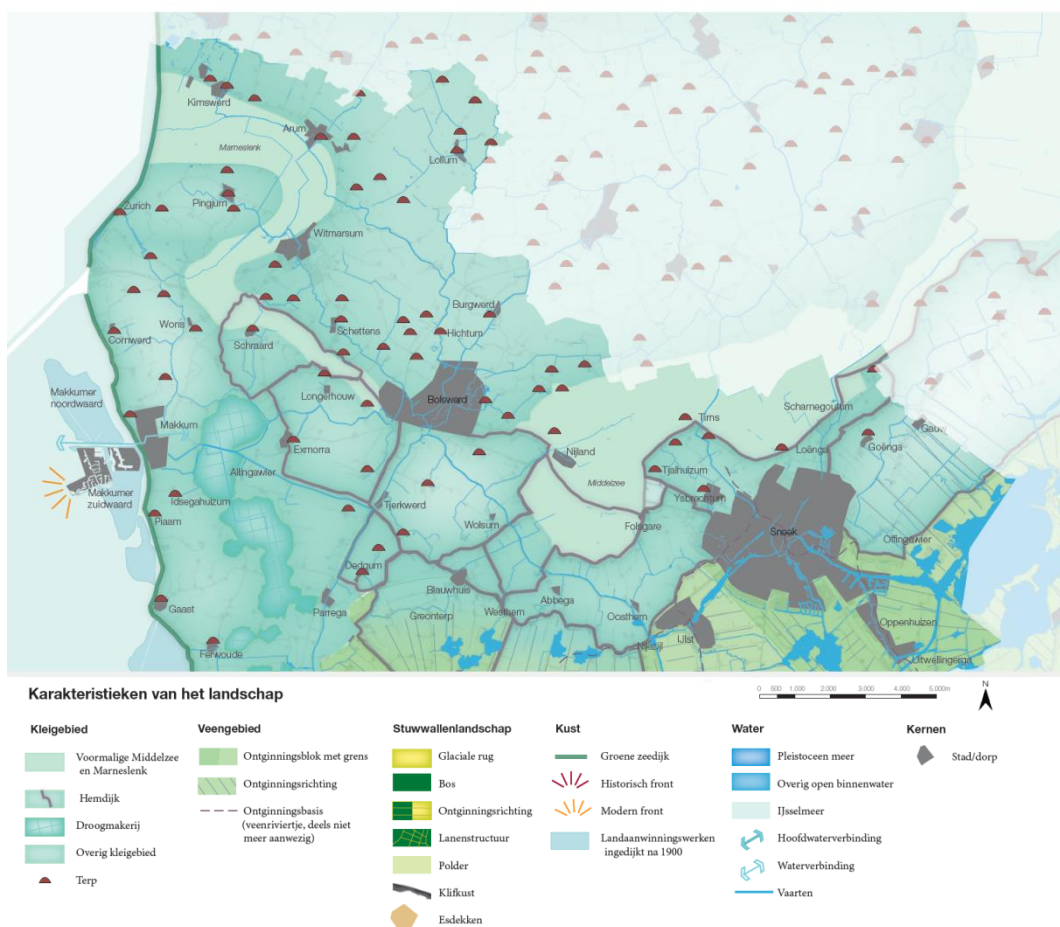 Kimswerd
Arum
Marneslenk
Lollum
Zurich
Pingjum
Witmarsum
Burgwerd
Wons
Schettens
Hichtum
Cornwerd
Schraard
Makkumer
noordwaard
Longerhouw
Bolsward
Scharnegoutum
Makkum
Tirns
Gauw
Exmorra
Nijland
Loënga
Goënga
Allingawier
Tjalhuizum
Makkumer
zuidwaard
Idsegahuizum
Middelzee
Ysbrechtum
Tjerkwerd
Piaam
Wolsum
Folsgare
Sneek
Offingawier
Dedgum
Blauwhuis
Abbega
Gaast
Parrega
Greonterp
Westhem
Oosthem
Oppenhuizen
Nijezijl
IJlst
Ferwoude
Uitwellingerga
Karakteristieken van het landschap
0 500 1.000 2.000 3.000 4.000 5.000m
N
Kleigebied
Voormalige Middelzee
en Marneslenk
Hemdijk
Droogmakerij
Overig kleigebied
Terp
Veengebied
Ontginningsblok met grens
Ontginningsrichting
Ontginningsbasis
(veenriviertje, deels niet
meer aanwezig)
Stuwwallenlandschap
Glaciale rug
Bos
Ontginningsrichting
Lanenstructuur
Polder
Klifkust
Esdekken
Kust
Groene zeedijk
Historisch front
Modern front
Landaanwinningswerken
ingedijkt na 1900
Water
Pleistoceen meer
Overig open binnenwater
IJsselmeer
Hoofdwaterverbinding
Waterverbinding
Vaarten
Kernen
Stad/dorp